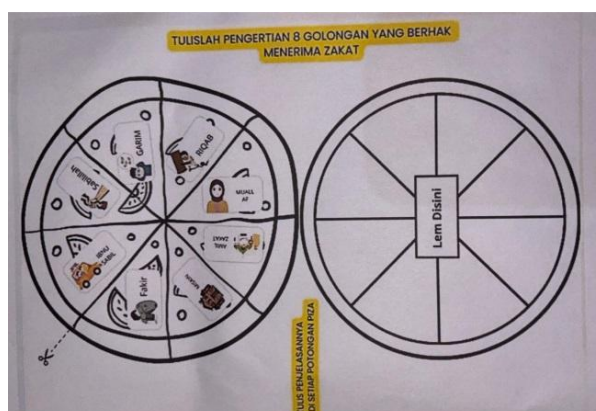 TULISLAH PENGERTIAN 8 GOLONGAN YANG BERHAK
MENERIMA ZAKAT
GARIM
RIQAB
Sabilillah
MUALL
AF
AMIL
ZAKAT
IBNU
SABIL
Fakir
MISKIN
Lem Disini
TULIS PENJELASANNYA
DI SETIAP POTONGAN PIZA